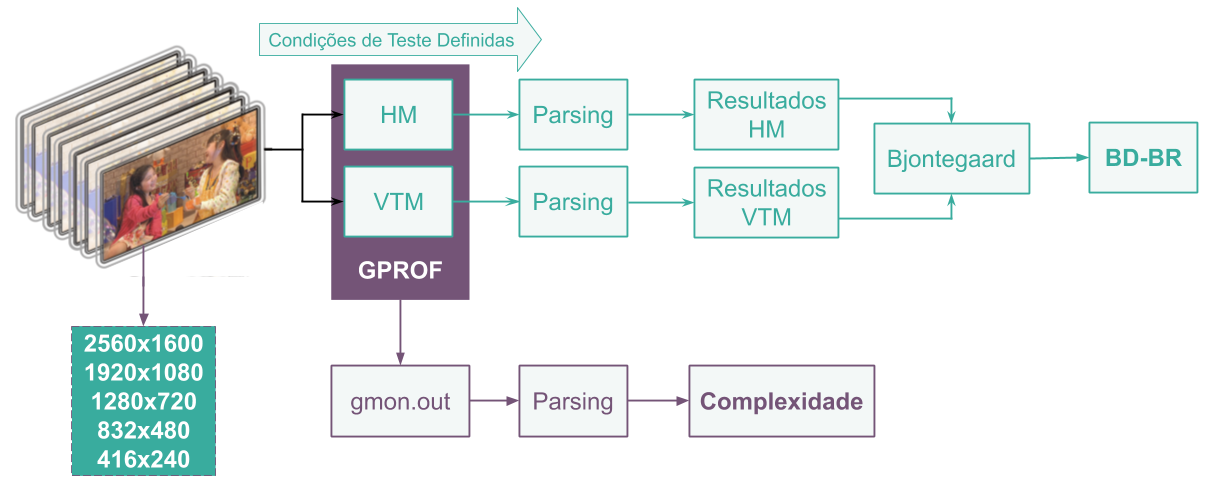 Condições de Teste Definidas
HM
Parsing
Resultados
HM
Bjontegaard
BD-BR
VTM
Parsing
Resultados
VTM
GPROF
2560x1600
1920x1080
1280x720
832x480
416x240
gmon.out
Parsing
Complexidade